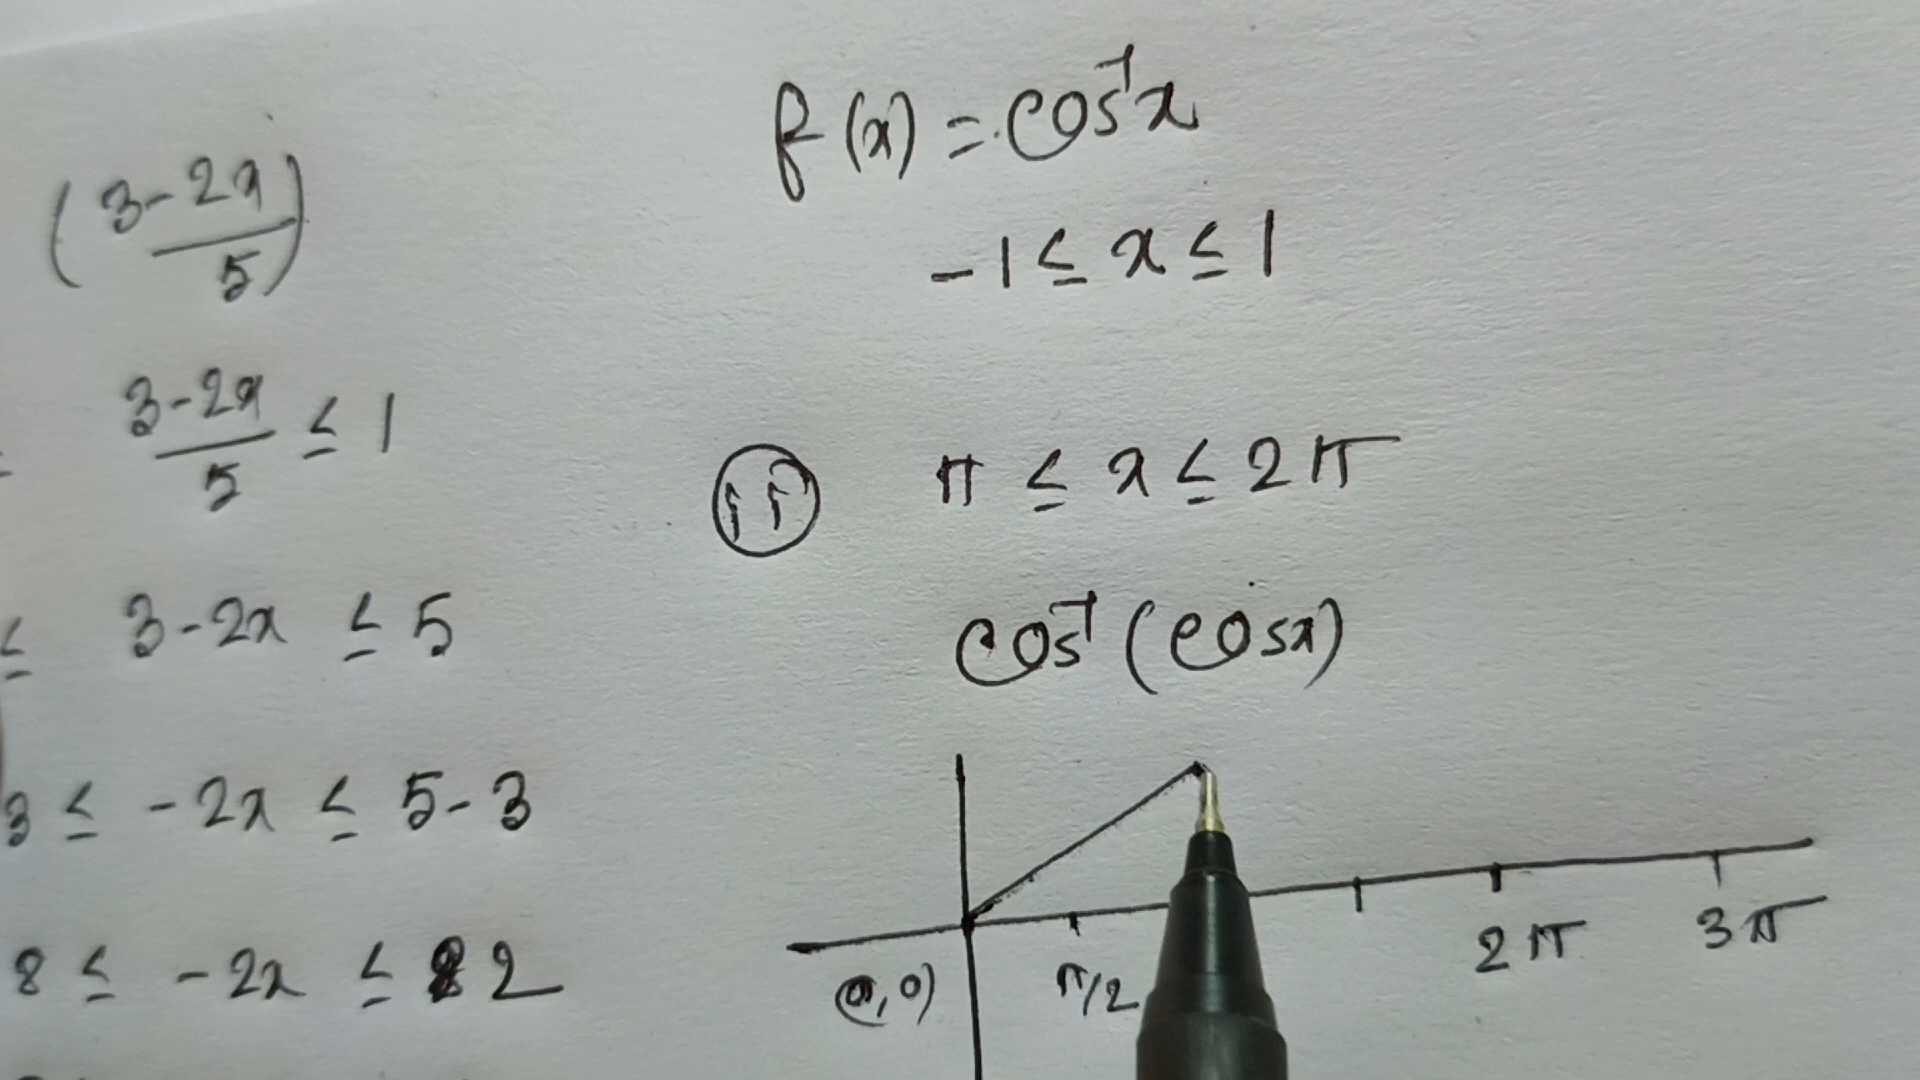 (3-2x/5)
3-2x/5 ≤ 1
≤ 3-2x ≤ 5
3 ≤ -2x ≤ 5-3
8 ≤ -2x ≤ 2
f(x) = cos⁻¹x
-1 ≤ x ≤ 1
(ii) π ≤ x ≤ 2π
cos⁻¹(cosx)
(0,0) π/2 2π 3π